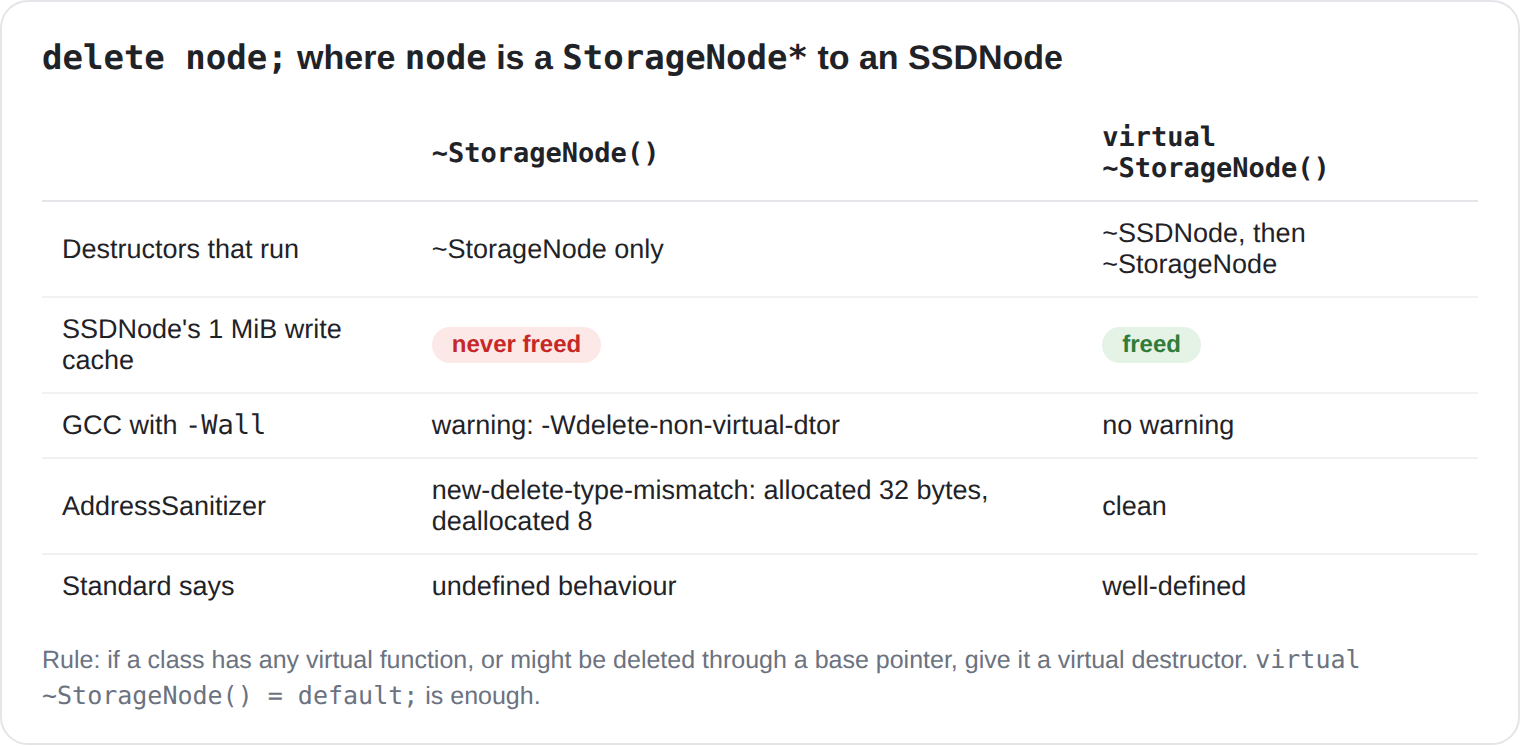 delete node; where node is a StorageNode* to an SSDNode
~StorageNode()
virtual
~StorageNode()
Destructors that run
~StorageNode only
~SSDNode, then
~StorageNode
SSDNode's 1 MiB write
cache
never freed
freed
GCC with -Wall
warning: -Wdelete-non-virtual-dtor
no warning
AddressSanitizer
new-delete-type-mismatch: allocated 32 bytes,
deallocated 8
clean
Standard says
undefined behaviour
well-defined
Rule: if a class has any virtual function, or might be deleted through a base pointer, give it a virtual destructor. virtual
~StorageNode() = default; is enough.